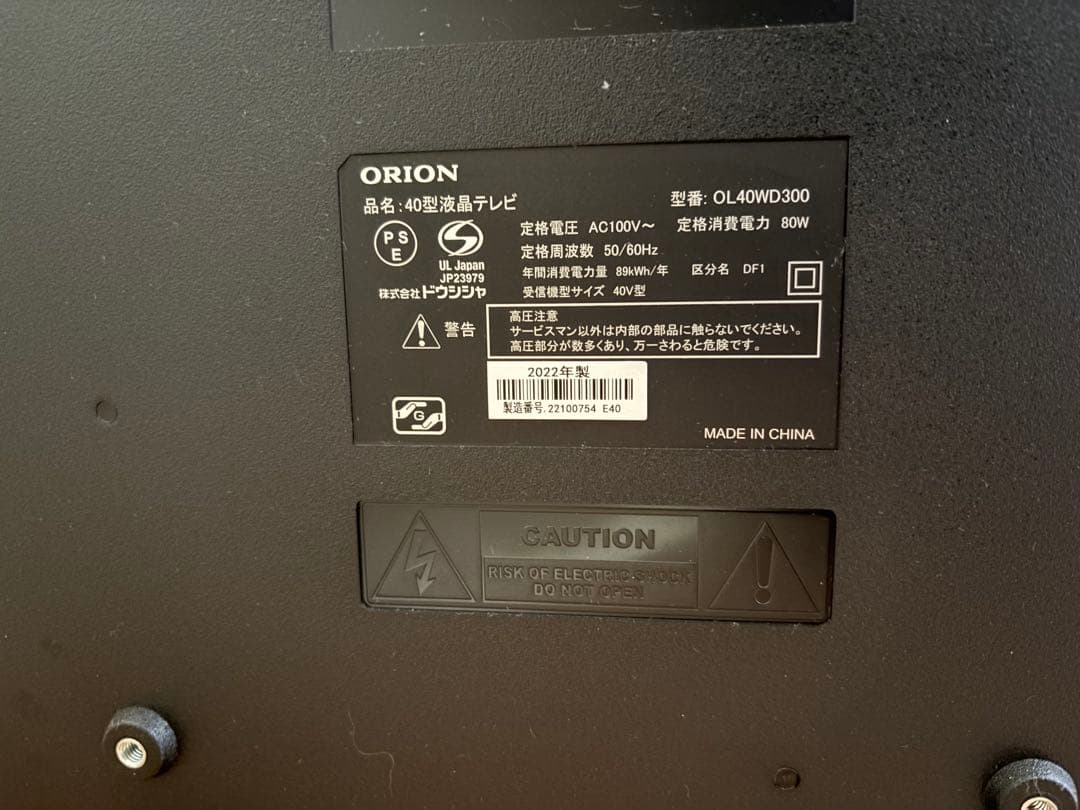 ORION
品名:40型液晶テレビ
型番: OL40WD300
定格電圧 AC100V～ 定格消費電力 80W
定格周波数 50/60Hz
年間消費電力量 89kWh/年 区分名 DF1
受信機型サイズ 40V型
PS
E
UL Japan
JP23979
株式会社ドウシシャ
警告
高圧注意
サービスマン以外は内部の部品に触らないでください。
高圧部分が数多くあり、万一さわると危険です。
2022年製
製造番号.22100754 E40
G
MADE IN CHINA
CAUTION
RISK OF ELECTRIC SHOCK
DO NOT OPEN